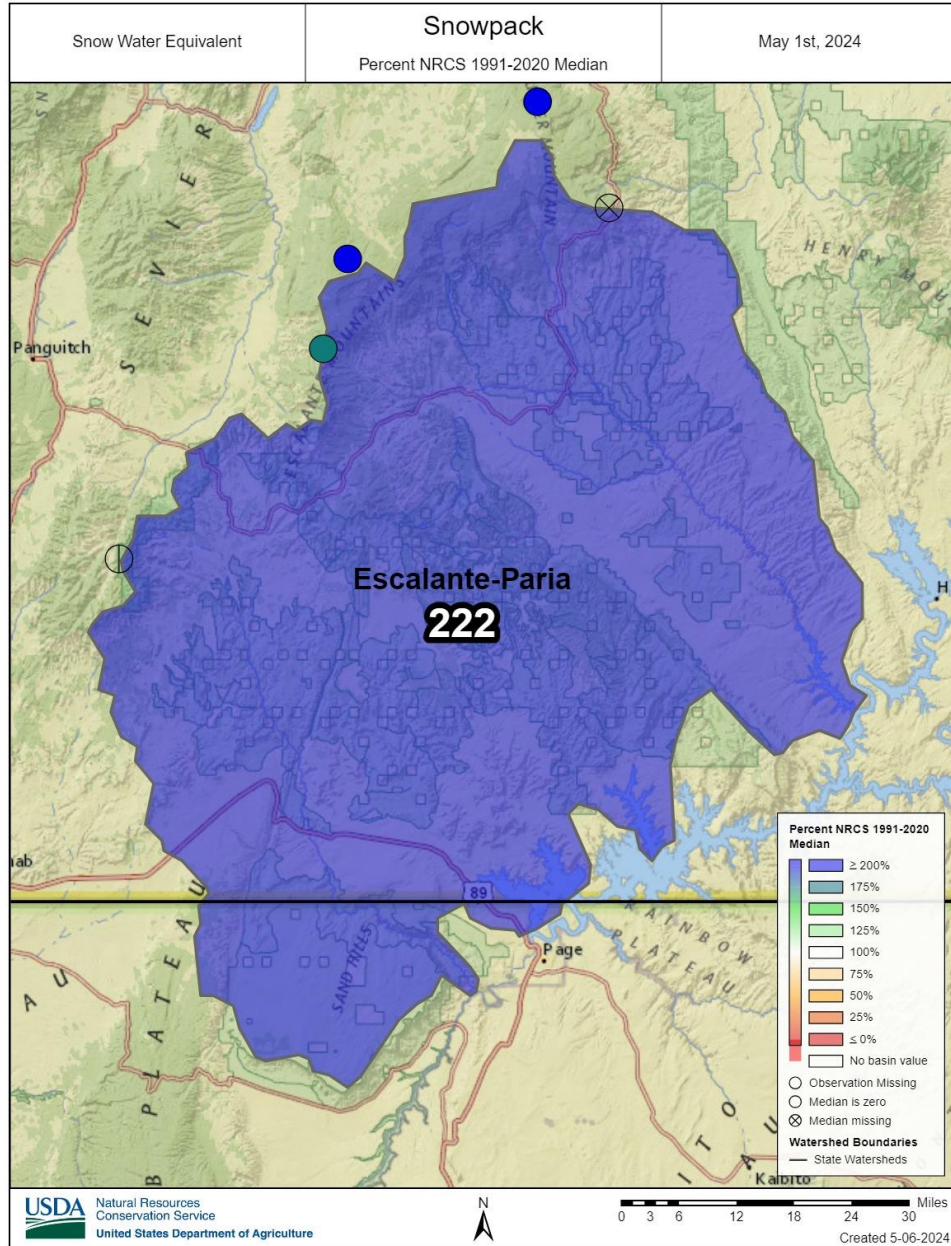 Snow Water Equivalent
Snowpack
Percent NRCS 1991-2020 Median
May 1st, 2024
SEVIER
MOUNTAIN
HENRY MOU
Panguitch
ESCALANTE MOUNTAINS
Escalante-Paria
222
H
ab
89
SAND HILLS
PLATEAU
Page
RAINBOW
PLATEAU
A U
B
I T O
A U
Kaibito
Percent NRCS 1991-2020
Median
≥ 200%
175%
150%
125%
100%
75%
50%
25%
≤ 0%
No basin value
Observation Missing
Median is zero
Median missing
Watershed Boundaries
State Watersheds
USDA
Natural Resources
Conservation Service
United States Department of Agriculture
N
Miles
0 3 6 12 18 24 30
Created 5-06-2024